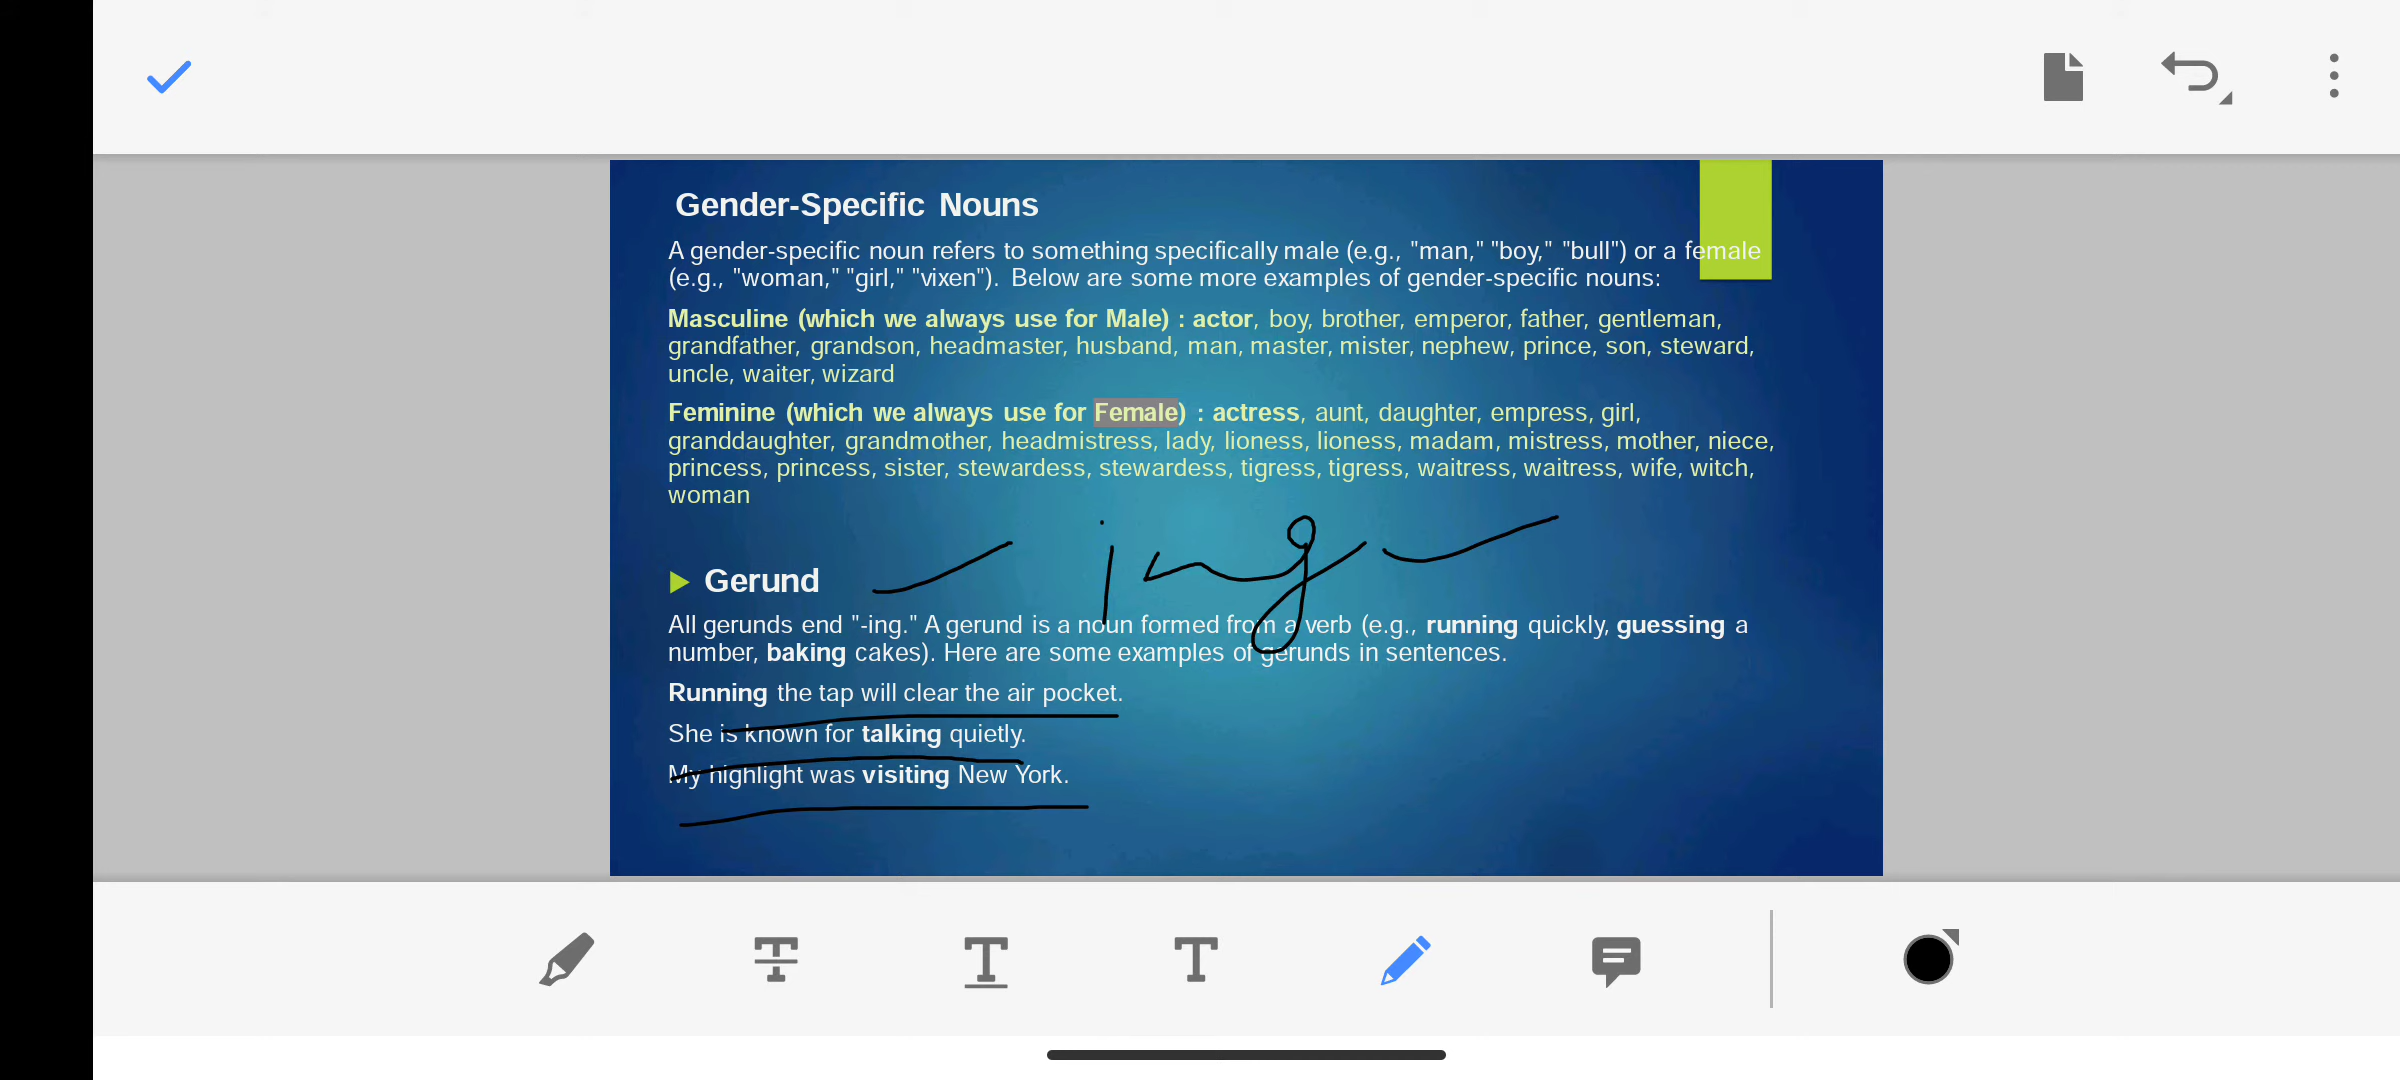 Gender-Specific Nouns
A gender-specific noun refers to something specifically male (e.g., "man," "boy," "bull") or a female
(e.g., "woman," "girl," "vixen"). Below are some more examples of gender-specific nouns:
Masculine (which we always use for Male) : actor, boy, brother, emperor, father, gentleman,
grandfather, grandson, headmaster, husband, man, master, mister, nephew, prince, son, steward,
uncle, waiter, wizard
Feminine (which we always use for Female) : actress, aunt, daughter, empress, girl,
granddaughter, grandmother, headmistress, lady, lioness, lioness, madam, mistress, mother, niece,
princess, princess, sister, stewardess, stewardess, tigress, tigress, waitress, waitress, wife, witch,
woman
ing
Gerund
All gerunds end "-ing." A gerund is a noun formed from a verb (e.g., running quickly, guessing a
number, baking cakes). Here are some examples of gerunds in sentences.
Running the tap will clear the air pocket.
She is known for talking quietly.
My highlight was visiting New York.